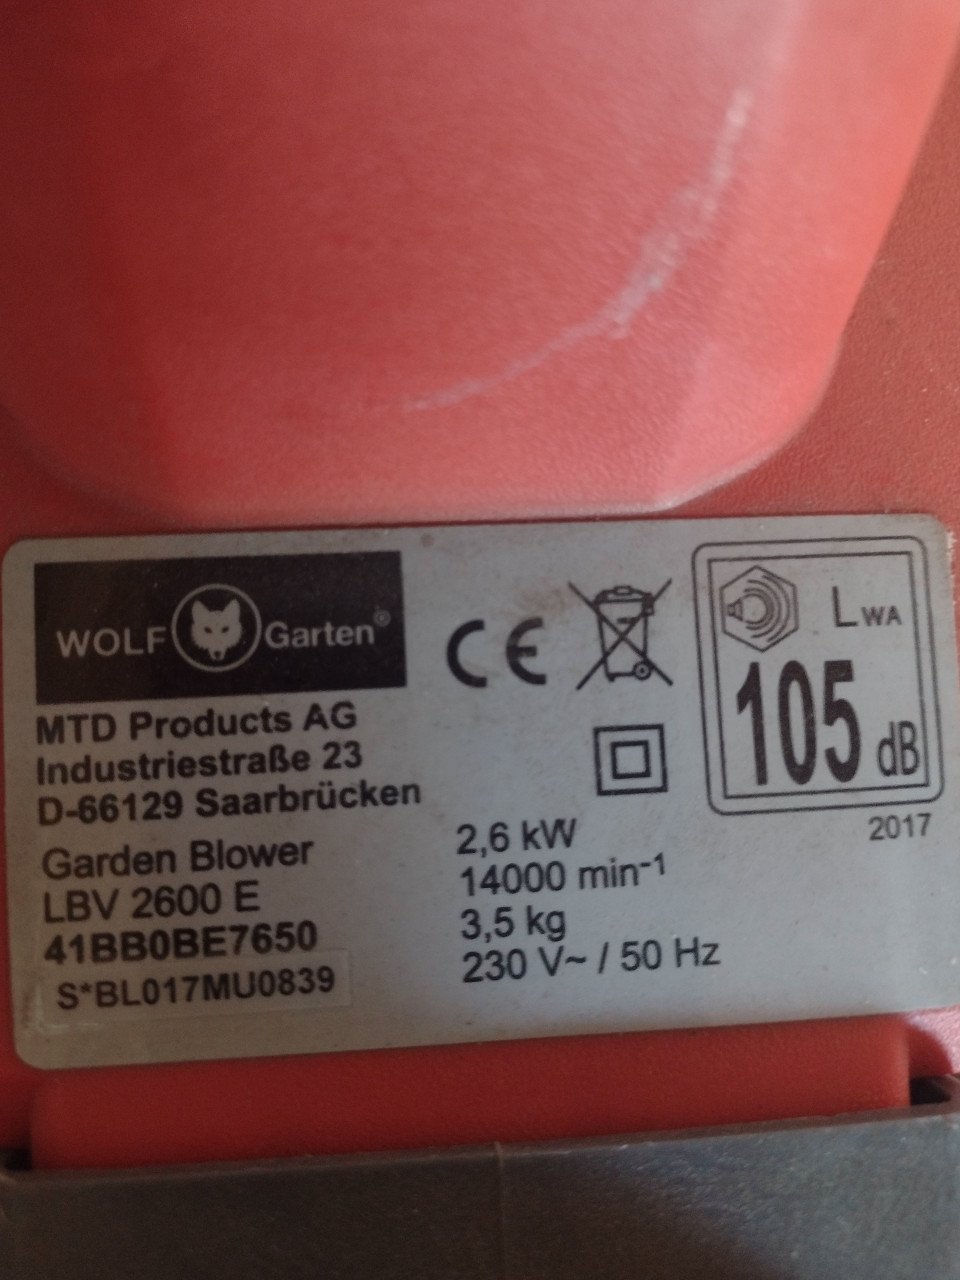 WOLF Garten®
MTD Products AG
Industriestraße 23
D-66129 Saarbrücken
Garden Blower
LBV 2600 E
41BB0BE7650
S*BL017MU0839
CE
2,6 kW
14000 min⁻¹
3,5 kg
230 V~ / 50 Hz
LWA
105 dB
2017